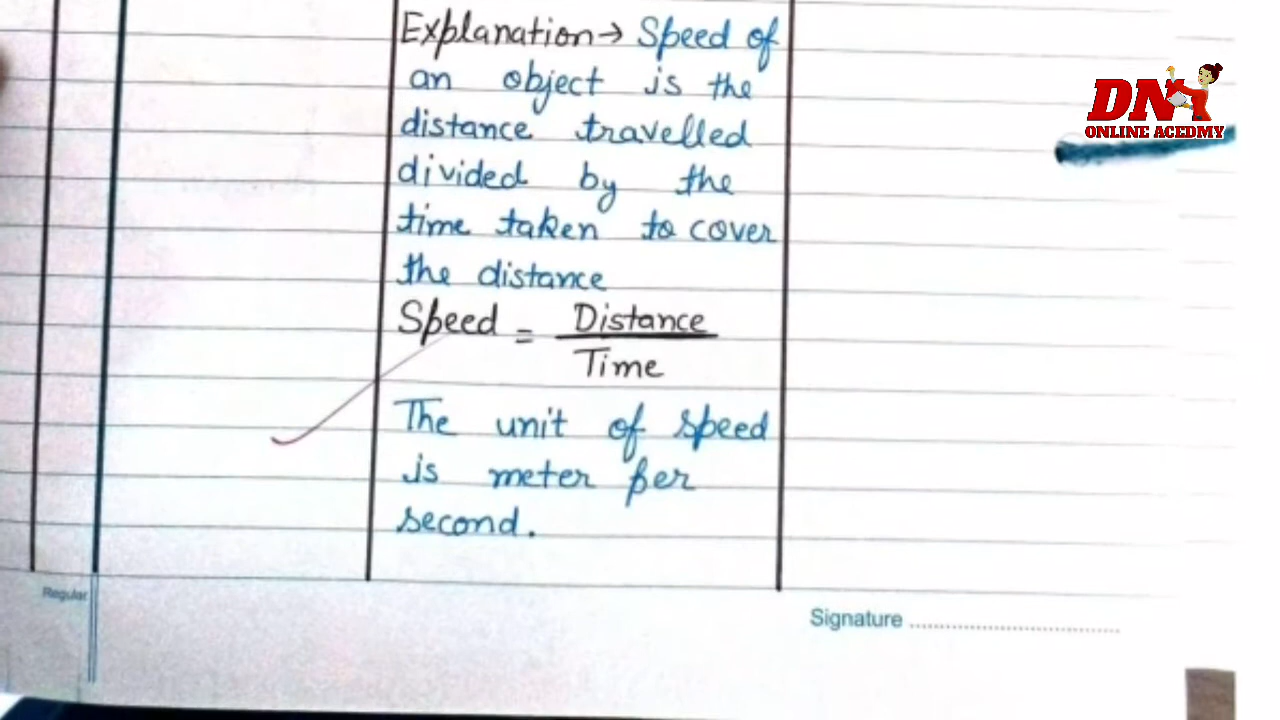 Explanation → Speed of
an object is the
distance travelled
divided by the
time taken to cover
the distance
Speed = Distance
Time
The unit of speed
is meter per
second.
DN
ONLINE ACEDMY
Regular
Signature ....................................